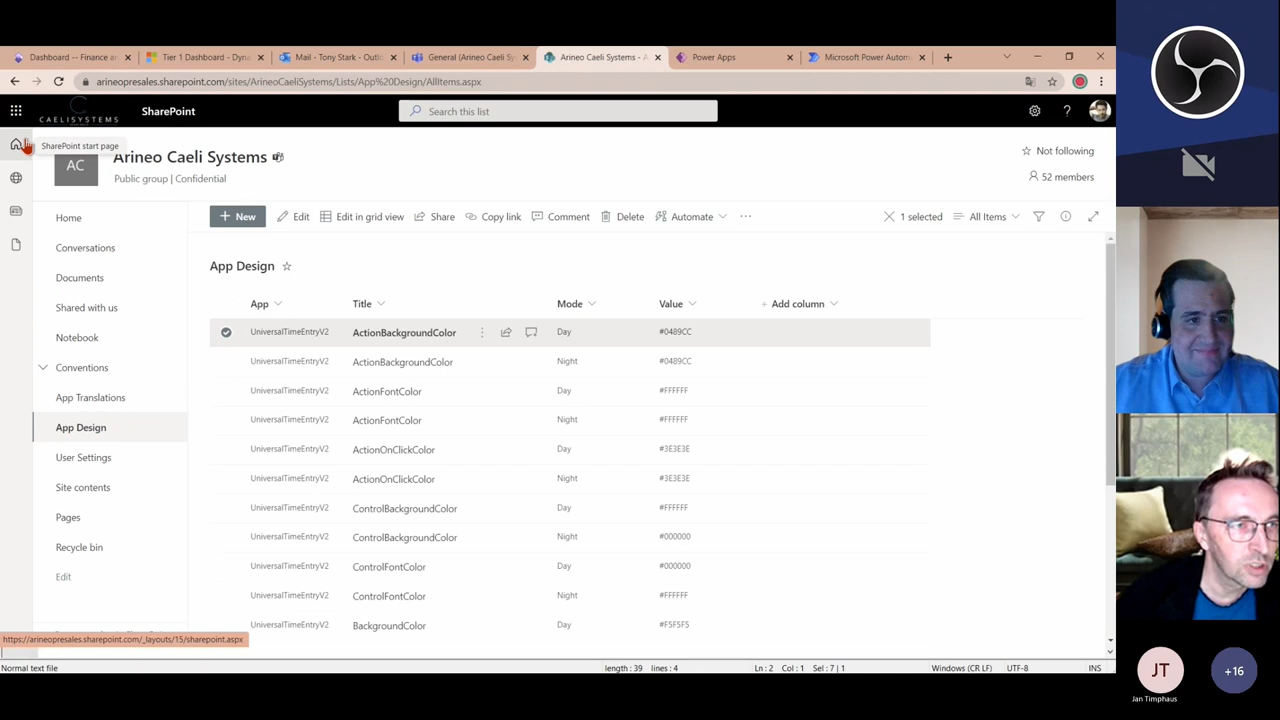 Dashboard -- Finance an
Tier 1 Dashboard - Dyna
Mail - Tony Stark - Outlo
General (Arineo Caeli Sy
Arineo Caeli Systems - A
Power Apps
Microsoft Power Autom
arineopresales.sharepoint.com/sites/ArineoCaeliSystems/Lists/App%20Design/AllItems.aspx
CAELISYSTEMS
SharePoint
Search this list
SharePoint start page
AC
Arineo Caeli Systems
Not following
Public group | Confidential
52 members
Home
Conversations
Documents
Shared with us
Notebook
Conventions
App Translations
App Design
User Settings
Site contents
Pages
Recycle bin
Edit
New
Edit
Edit in grid view
Share
Copy link
Comment
Delete
Automate
1 selected
All Items
App Design
App Title Mode Value Add column
UniversalTimeEntryV2 ActionBackgroundColor Day #0489CC
UniversalTimeEntryV2 ActionBackgroundColor Night #0489CC
UniversalTimeEntryV2 ActionFontColor Day #FFFFFF
UniversalTimeEntryV2 ActionFontColor Night #FFFFFF
UniversalTimeEntryV2 ActionOnClickColor Day #3E3E3E
UniversalTimeEntryV2 ActionOnClickColor Night #3E3E3E
UniversalTimeEntryV2 ControlBackgroundColor Day #FFFFFF
UniversalTimeEntryV2 ControlBackgroundColor Night #000000
UniversalTimeEntryV2 ControlFontColor Day #000000
UniversalTimeEntryV2 ControlFontColor Night #FFFFFF
UniversalTimeEntryV2 BackgroundColor Day #F5F5F5
https://arineopresales.sharepoint.com/_layouts/15/sharepoint.aspx
Normal text file
length : 39 lines : 4
Ln : 2 Col : 1 Sel : 7 | 1
Windows (CR LF)
UTF-8
INS
JT
Jan Timphaus
+16